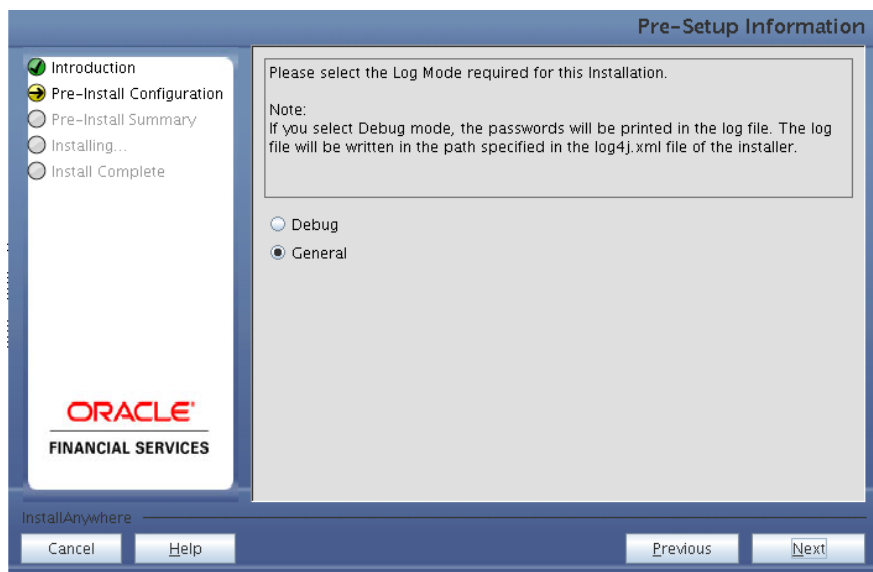 Pre-Setup Information
Introduction
Pre-Install Configuration
Pre-Install Summary
Installing...
Install Complete
ORACLE
FINANCIAL SERVICES
Please select the Log Mode required for this Installation.
Note:
If you select Debug mode, the passwords will be printed in the log file. The log
file will be written in the path specified in the log4j.xml file of the installer.
Debug
General
InstallAnywhere
Cancel
Help
Previous
Next